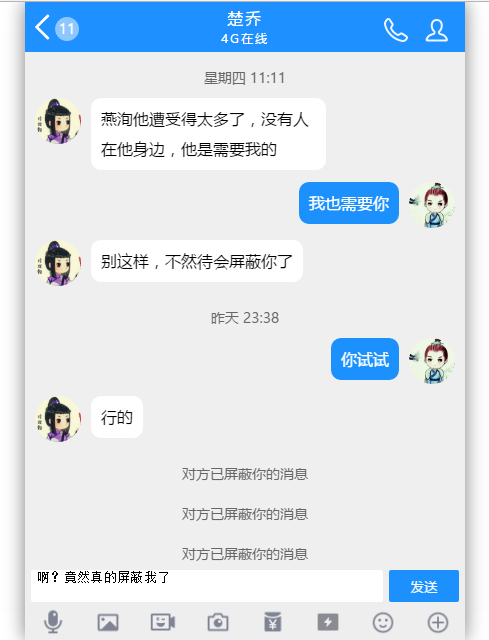 11
楚乔
4G在线
星期四 11:11
燕洵他遭受得太多了，没有人
在他身边，他是需要我的
我也需要你
别这样，不然待会屏蔽你了
昨天 23:38
你试试
行的
对方已屏蔽你的消息
对方已屏蔽你的消息
对方已屏蔽你的消息
啊？竟然真的屏蔽我了
发送